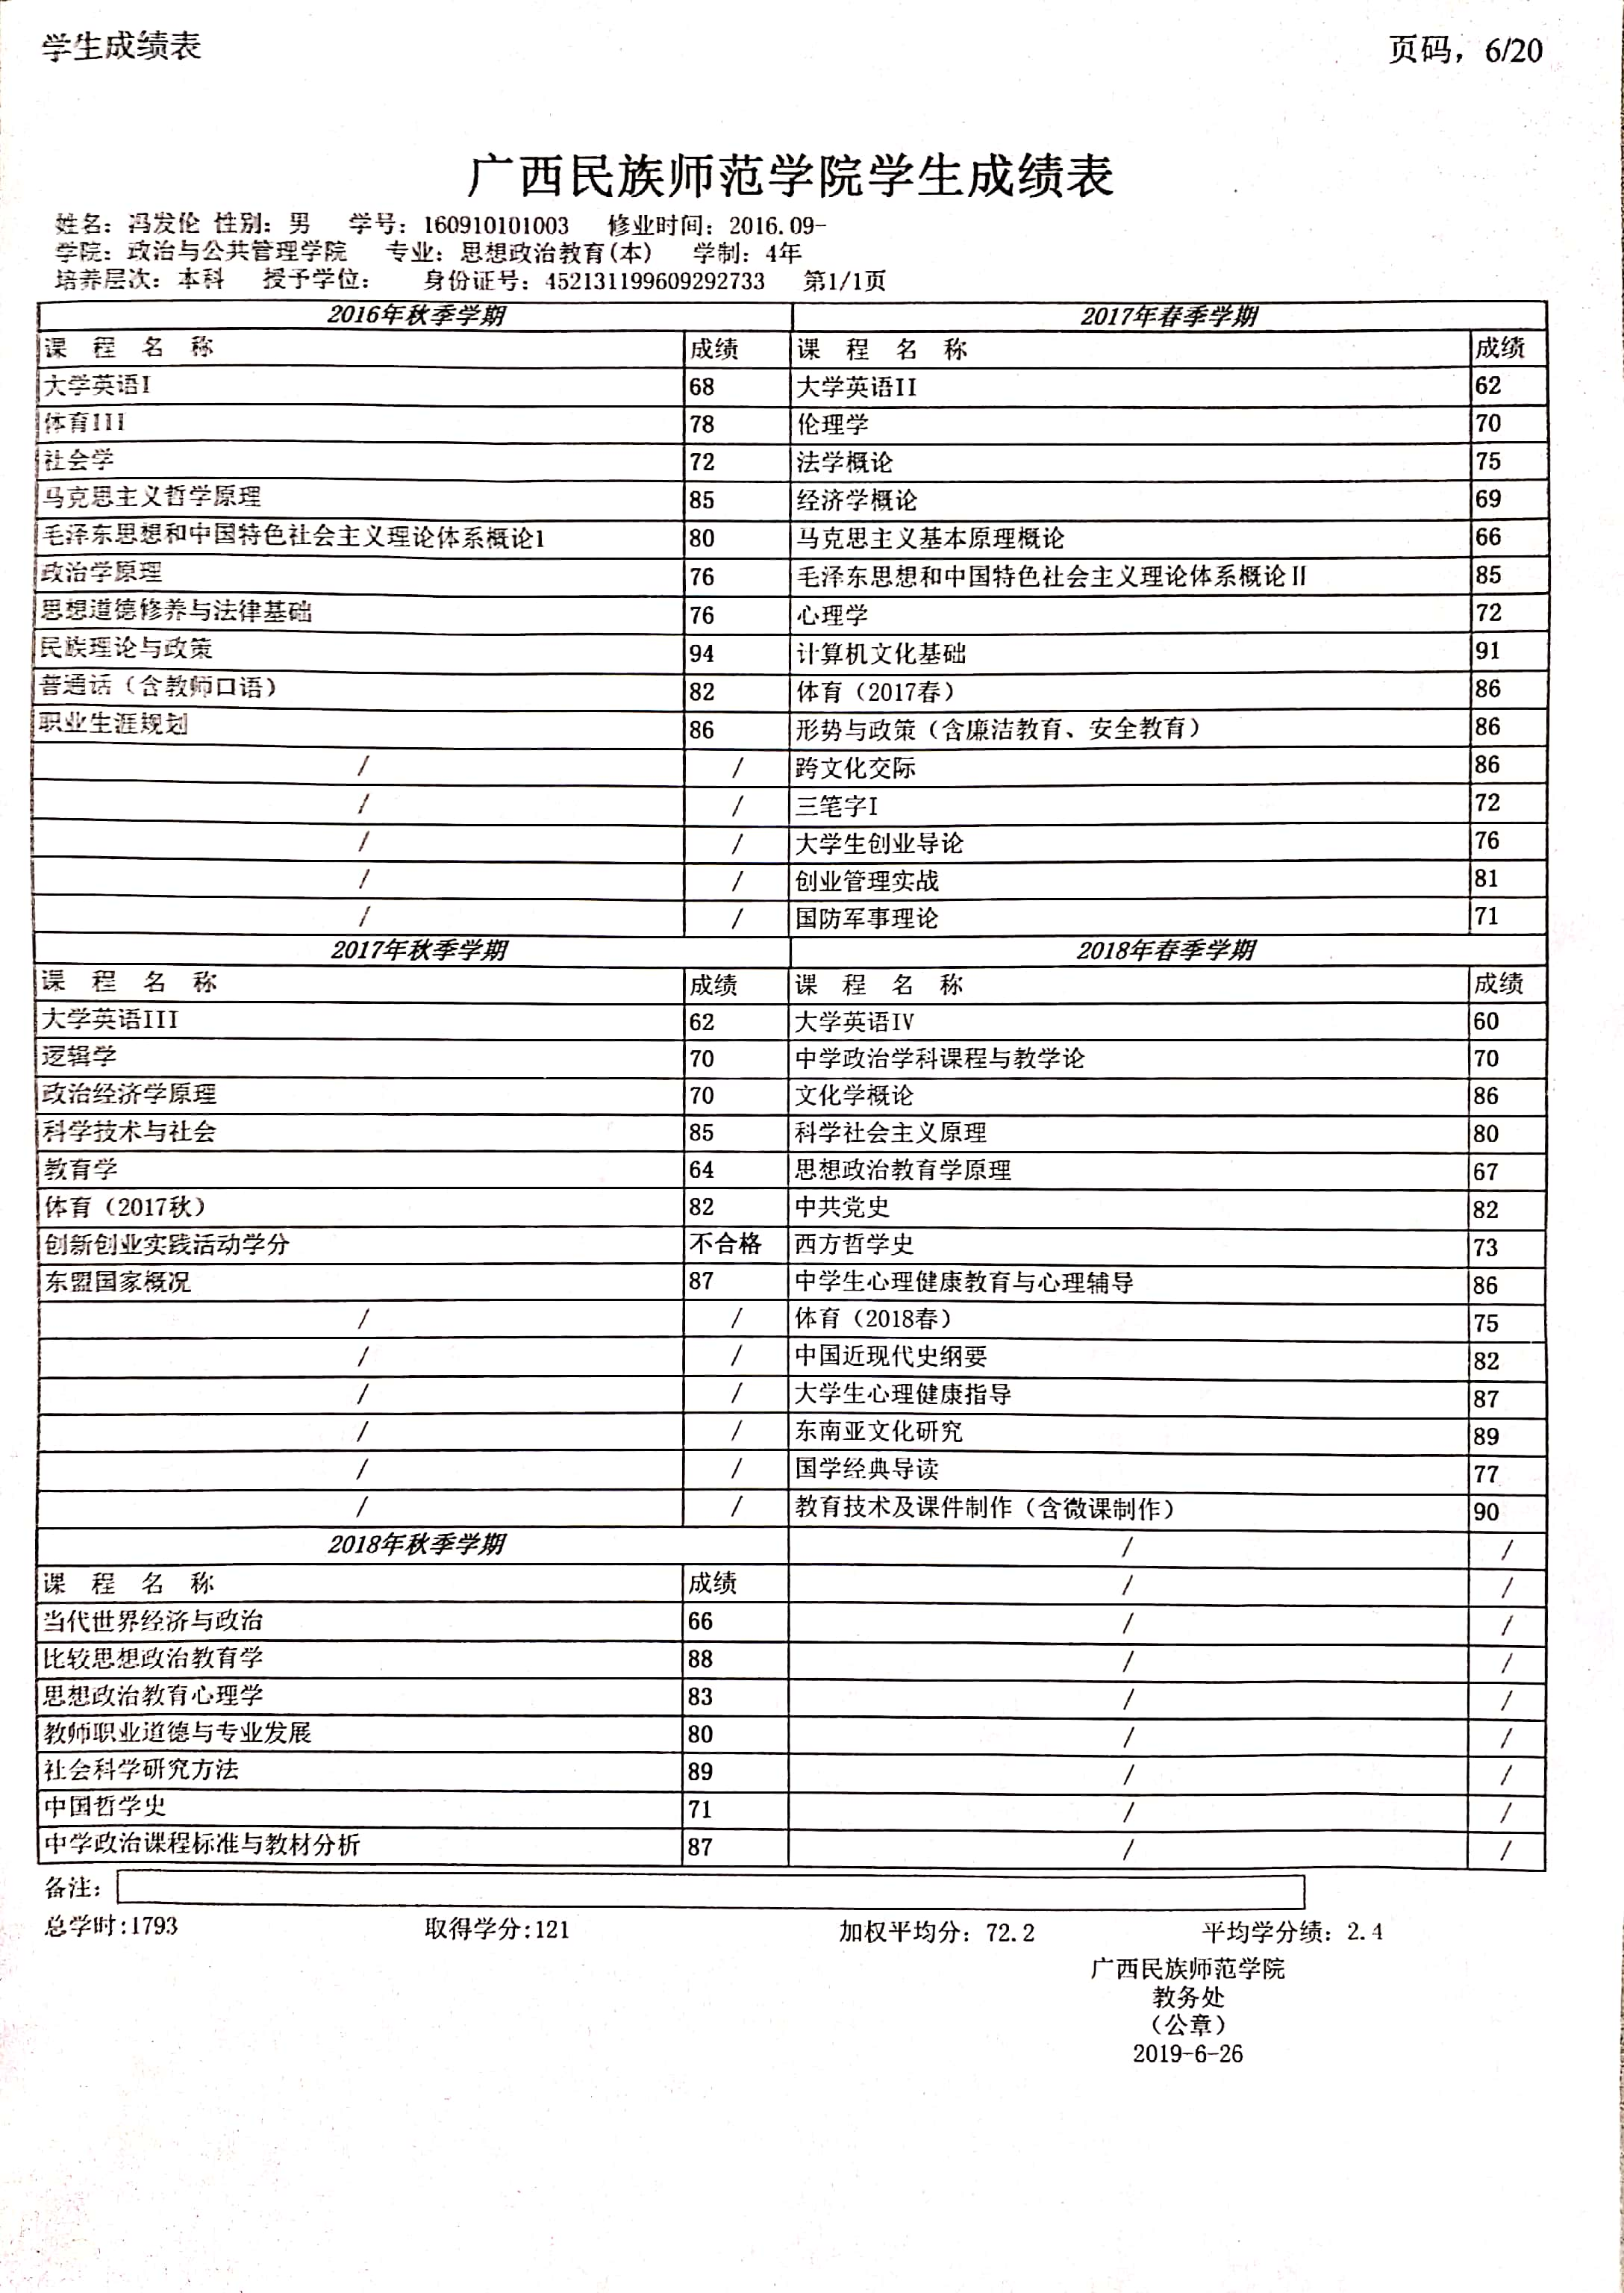 学生成绩表 页码，6/20
广西民族师范学院学生成绩表
姓名：冯发伦 性别：男 学号：160910101003 修业时间：2016.09-
学院：政治与公共管理学院 专业：思想政治教育(本) 学制：4年
培养层次：本科 授予学位： 身份证号：452131199609292733 第1/1页
2016年秋季学期 2017年春季学期
课 程 名 称 成绩 课 程 名 称 成绩
大学英语I 68 大学英语II 62
体育III 78 伦理学 70
社会学 72 法学概论 75
马克思主义哲学原理 85 经济学概论 69
毛泽东思想和中国特色社会主义理论体系概论1 80 马克思主义基本原理概论 66
政治学原理 76 毛泽东思想和中国特色社会主义理论体系概论Ⅱ 85
思想道德修养与法律基础 76 心理学 72
民族理论与政策 94 计算机文化基础 91
普通话（含教师口语） 82 体育（2017春） 86
职业生涯规划 86 形势与政策（含廉洁教育、安全教育） 86
/ / 跨文化交际 86
/ / 三笔字I 72
/ / 大学生创业导论 76
/ / 创业管理实战 81
/ / 国防军事理论 71
2017年秋季学期 2018年春季学期
课 程 名 称 成绩 课 程 名 称 成绩
大学英语III 62 大学英语IV 60
逻辑学 70 中学政治学科课程与教学论 70
政治经济学原理 70 文化学概论 86
科学技术与社会 85 科学社会主义原理 80
教育学 64 思想政治教育学原理 67
体育（2017秋） 82 中共党史 82
创新创业实践活动学分 不合格 西方哲学史 73
东盟国家概况 87 中学生心理健康教育与心理辅导 86
/ / 体育（2018春） 75
/ / 中国近现代史纲要 82
/ / 大学生心理健康指导 87
/ / 东南亚文化研究 89
/ / 国学经典导读 77
/ / 教育技术及课件制作（含微课制作） 90
2018年秋季学期 / /
课 程 名 称 成绩 / /
当代世界经济与政治 66 / /
比较思想政治教育学 88 / /
思想政治教育心理学 83 / /
教师职业道德与专业发展 80 / /
社会科学研究方法 89 / /
中国哲学史 71 / /
中学政治课程标准与教材分析 87 / /
备注：
总学时:1793 取得学分:121 加权平均分：72.2 平均学分绩：2.4
广西民族师范学院
教务处
（公章）
2019-6-26